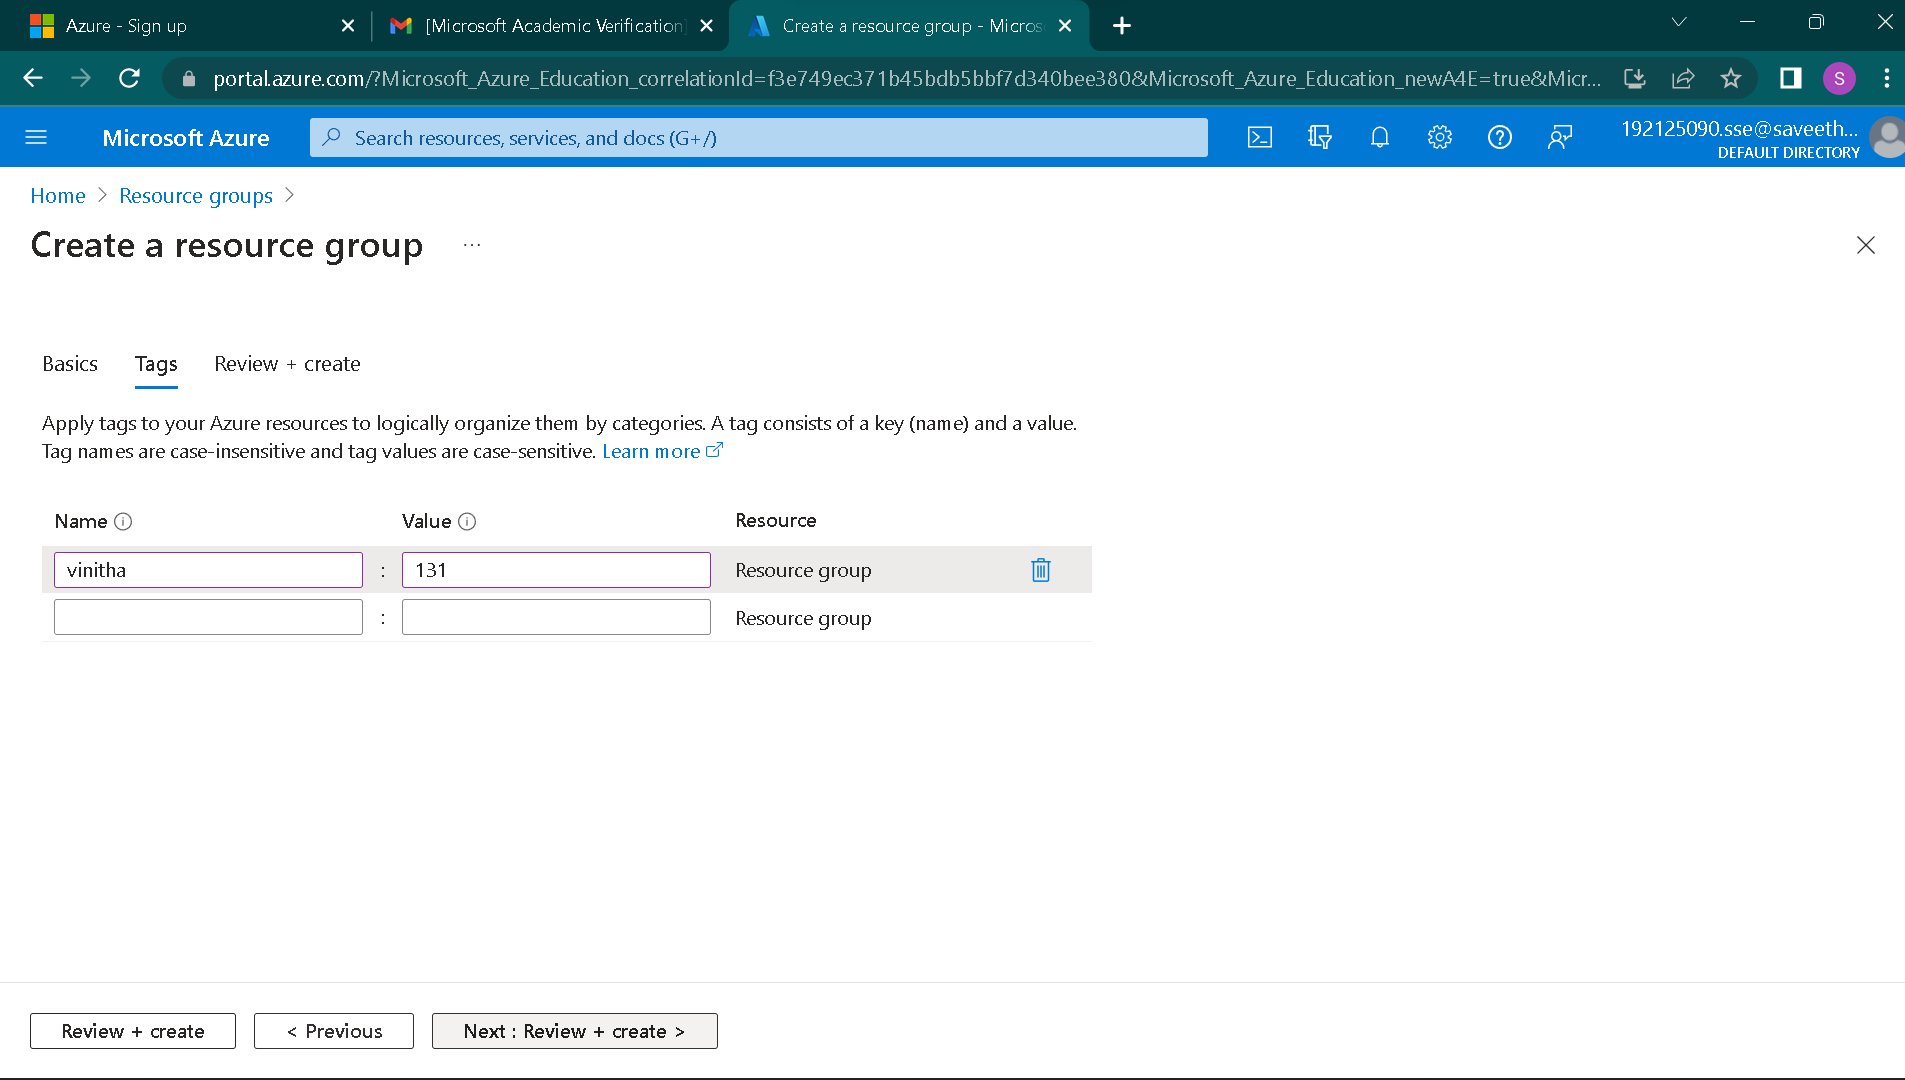 Azure - Sign up
[Microsoft Academic Verification]
Create a resource group - Micros
portal.azure.com/?Microsoft_Azure_Education_correlationId=f3e749ec371b45bdb5bbf7d340bee380&Microsoft_Azure_Education_newA4E=true&Micr...
S
Microsoft Azure
Search resources, services, and docs (G+/)
192125090.sse@saveeth...
DEFAULT DIRECTORY
Home > Resource groups >
Create a resource group ...
Basics Tags Review + create
Apply tags to your Azure resources to logically organize them by categories. A tag consists of a key (name) and a value.
Tag names are case-insensitive and tag values are case-sensitive. Learn more
Name Value Resource
vinitha : 131 Resource group
: Resource group
Review + create < Previous Next : Review + create >